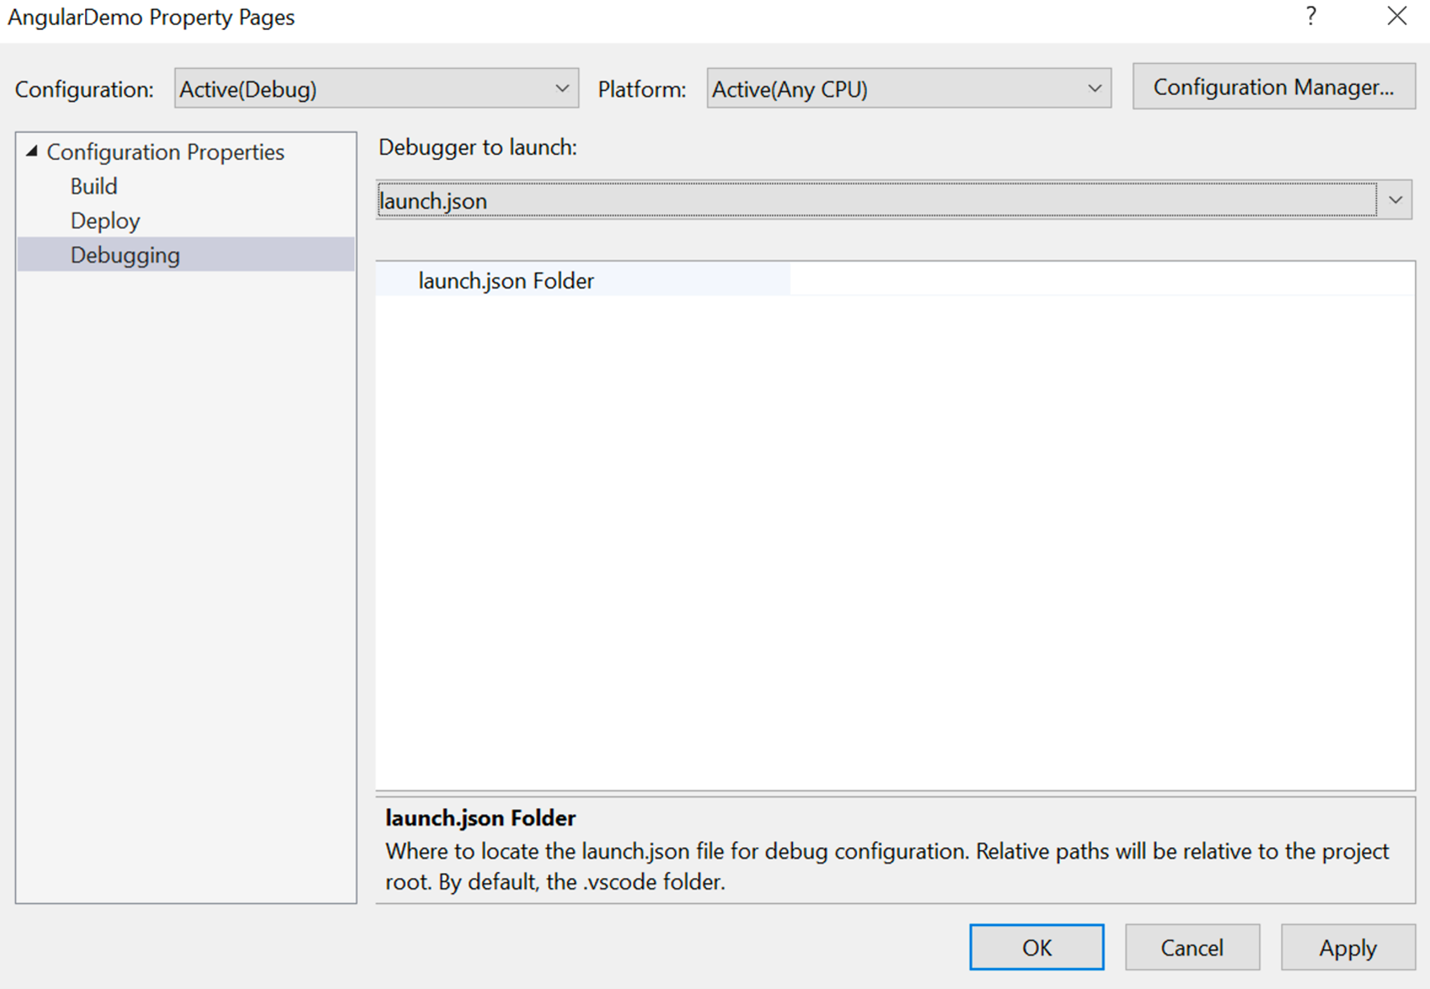 AngularDemo Property Pages
?
Configuration: Active(Debug) Platform: Active(Any CPU) Configuration Manager...
Configuration Properties
Build
Deploy
Debugging
Debugger to launch:
launch.json
launch.json Folder
launch.json Folder
Where to locate the launch.json file for debug configuration. Relative paths will be relative to the project
root. By default, the .vscode folder.
OK Cancel Apply